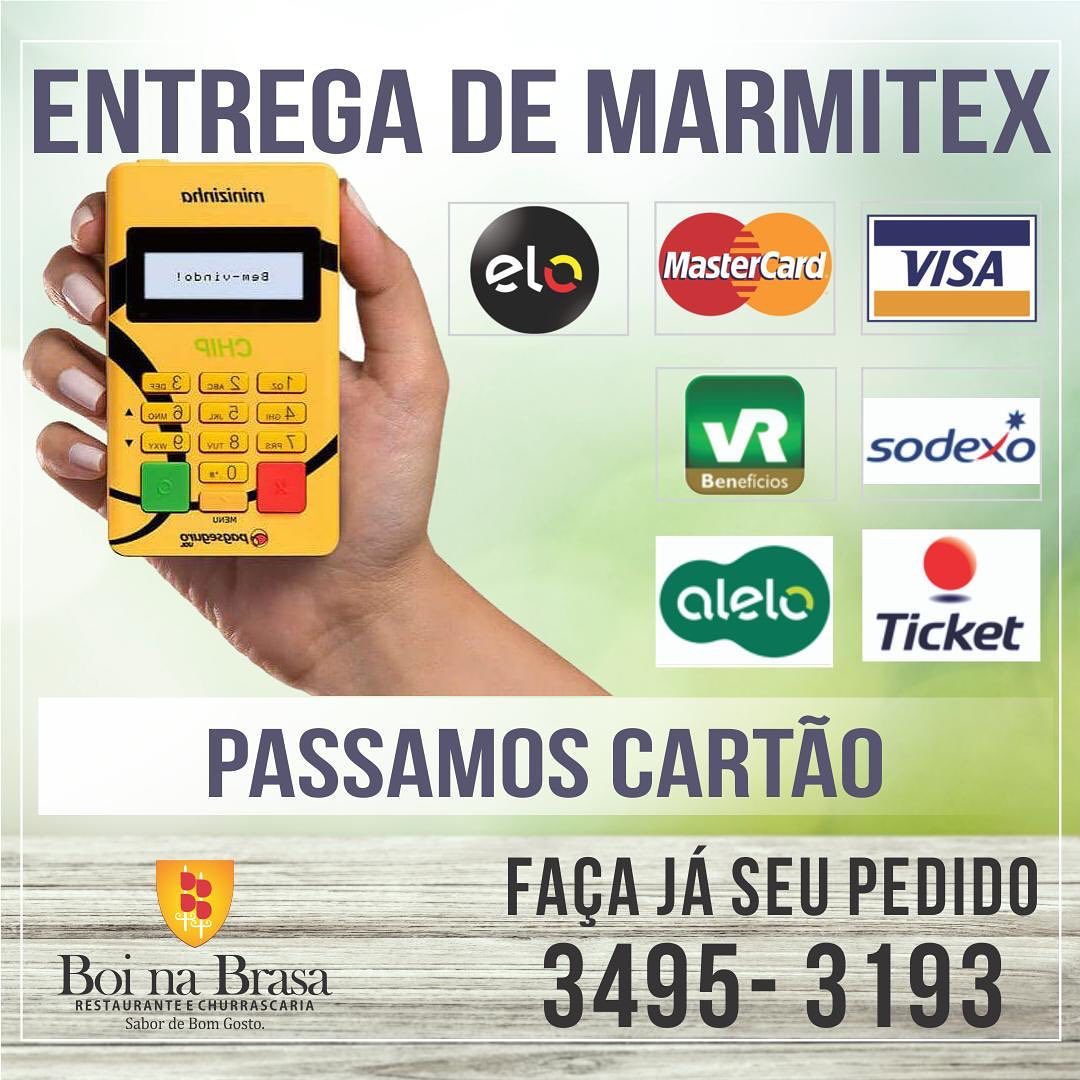 ENTREGA DE MARMITEX
minizinha
Bem-vindo!
CHIP
1 QZ. 2 ABC 3 DEF
4 GHI 5 JKL 6 MNO
7 PRS 8 TUV 9 WXY
0
MENU
pagseguro
UOL
elo
MasterCard
VISA
VR
Benefícios
sodexo
alelo
Ticket
PASSAMOS CARTÃO
FAÇA JÁ SEU PEDIDO
3495- 3193
Boi na Brasa
RESTAURANTE E CHURRASCARIA
Sabor de Bom Gosto.